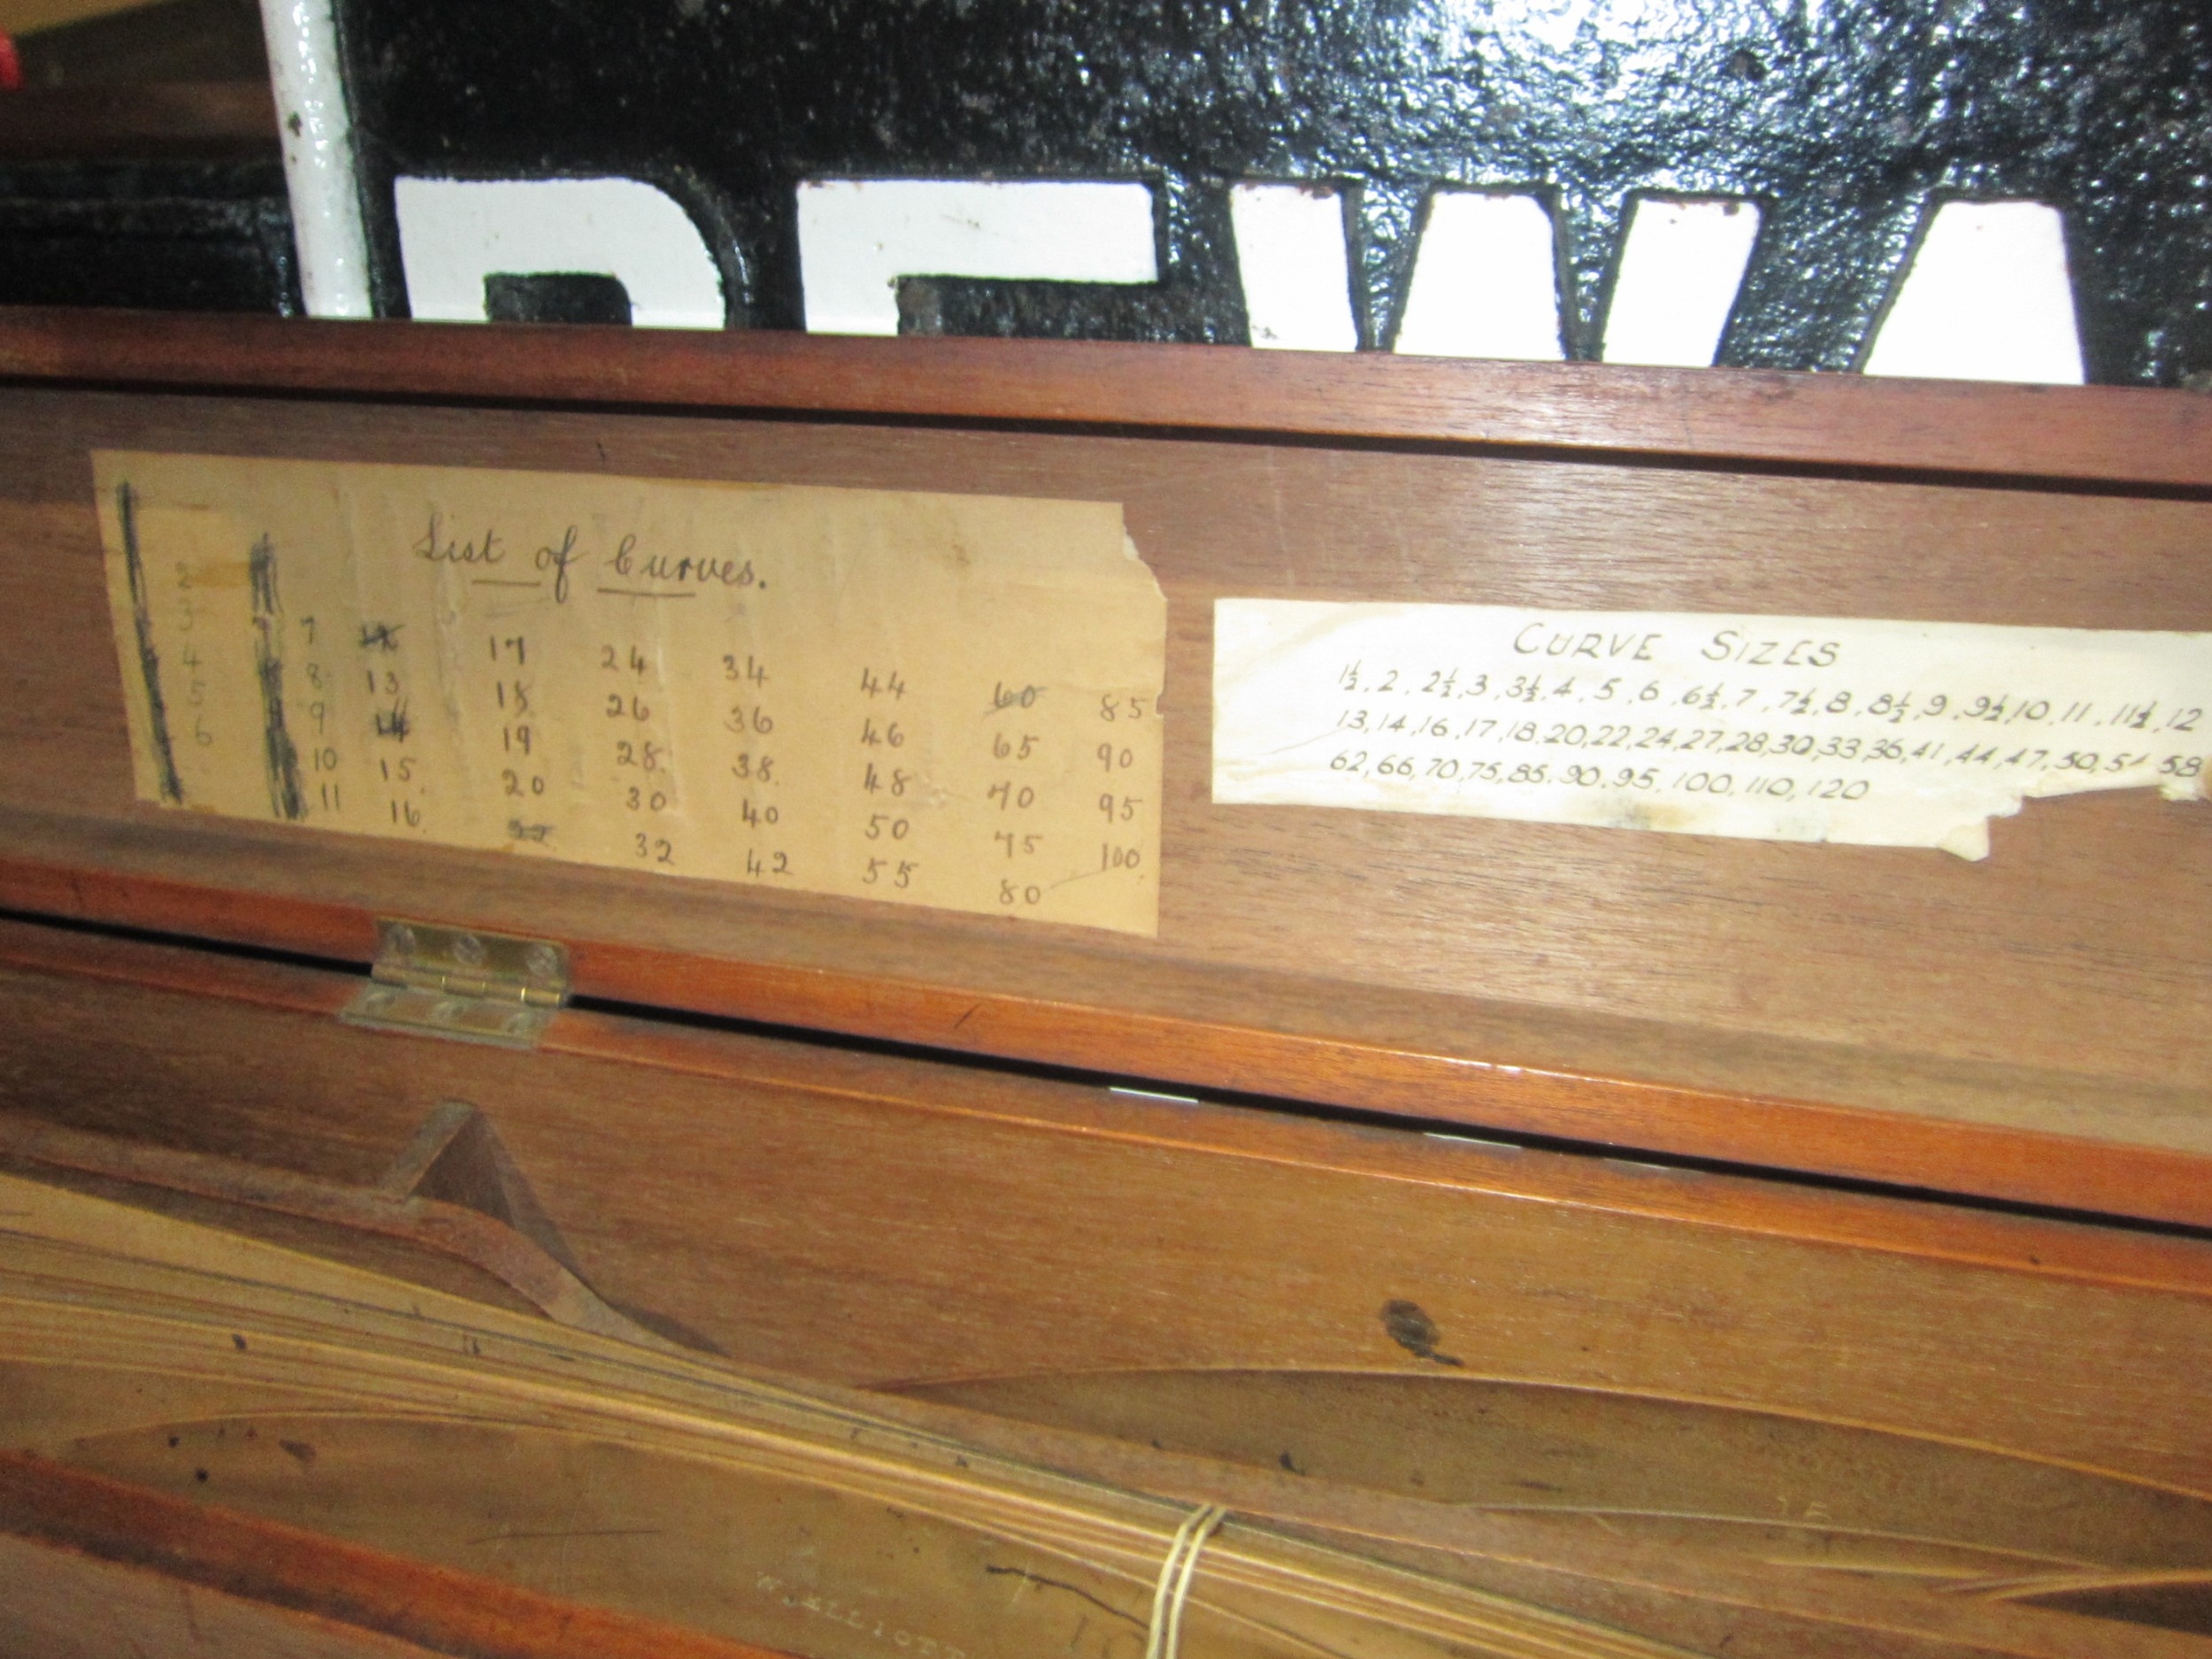 List of Curves.
2 7 17 24 34 44 60 85
3 8 13 18 26 36 46 65 90
4 9 14 19 28. 38. 48 70 95
5 10 15. 20 30 40 50 75 100
6 11 16. 32 42 55 80
CURVE SIZES
1½, 2, 2½, 3, 3½, 4, 5, 6, 6½, 7, 7½, 8, 8½, 9, 9½, 10, 11, 11½, 12
13, 14, 16, 17, 18, 20, 22, 24, 27, 28, 30, 33, 36, 41, 44, 47, 50, 58
62, 66, 70, 75, 85, 90, 95, 100, 110, 120
W. ELLIOTT